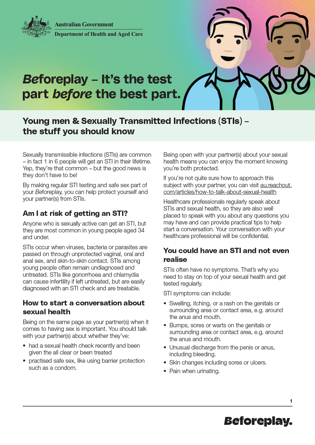 Australian Government
Department of Health and Aged Care
Beforeplay – It's the test
part before the best part.
Young men & Sexually Transmitted Infections (STIs) –
the stuff you should know
Sexually transmissible infections (STIs) are common
– in fact 1 in 6 people will get an STI in their lifetime.
Yep, they're that common – but the good news is
they don't have to be!
By making regular STI testing and safe sex part of
your Beforeplay, you can help protect yourself and
your partner(s) from STIs.
Am I at risk of getting an STI?
Anyone who is sexually active can get an STI, but
they are most common in young people aged 34
and under.
STIs occur when viruses, bacteria or parasites are
passed on through unprotected vaginal, oral and
anal sex, and skin-to-skin contact. STIs among
young people often remain undiagnosed and
untreated. STIs like gonorrhoea and chlamydia
can cause infertility if left untreated, but are easily
diagnosed with an STI check and are treatable.
How to start a conversation about
sexual health
Being on the same page as your partner(s) when it
comes to having sex is important. You should talk
with your partner(s) about whether they've:
• had a sexual health check recently and been
given the all clear or been treated
• practised safe sex, like using barrier protection
such as a condom.
Being open with your partner(s) about your sexual
health means you can enjoy the moment knowing
you're both protected.
If you're not quite sure how to approach this
subject with your partner, you can visit au.reachout.
com/articles/how-to-talk-about-sexual-health
Healthcare professionals regularly speak about
STIs and sexual health, so they are also well
placed to speak with you about any questions you
may have and can provide practical tips to help
start a conversation. Your conversation with your
healthcare professional will be confidential.
You could have an STI and not even
realise
STIs often have no symptoms. That's why you
need to stay on top of your sexual health and get
tested regularly.
STI symptoms can include:
• Swelling, itching, or a rash on the genitals or
surrounding area or contact area, e.g. around
the anus and mouth.
• Bumps, sores or warts on the genitals or
surrounding area or contact area, e.g. around
the anus and mouth.
• Unusual discharge from the penis or anus,
including bleeding.
• Skin changes including sores or ulcers.
• Pain when urinating.
1
Beforeplay.